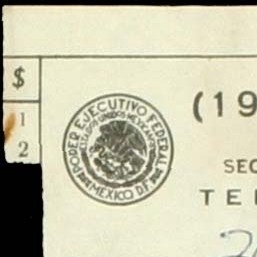 $
(19
1
2
PODER EJECUTIVO FEDERAL
ESTADOS UNIDOS MEXICANOS
MEXICO D.F.
SEC
TE